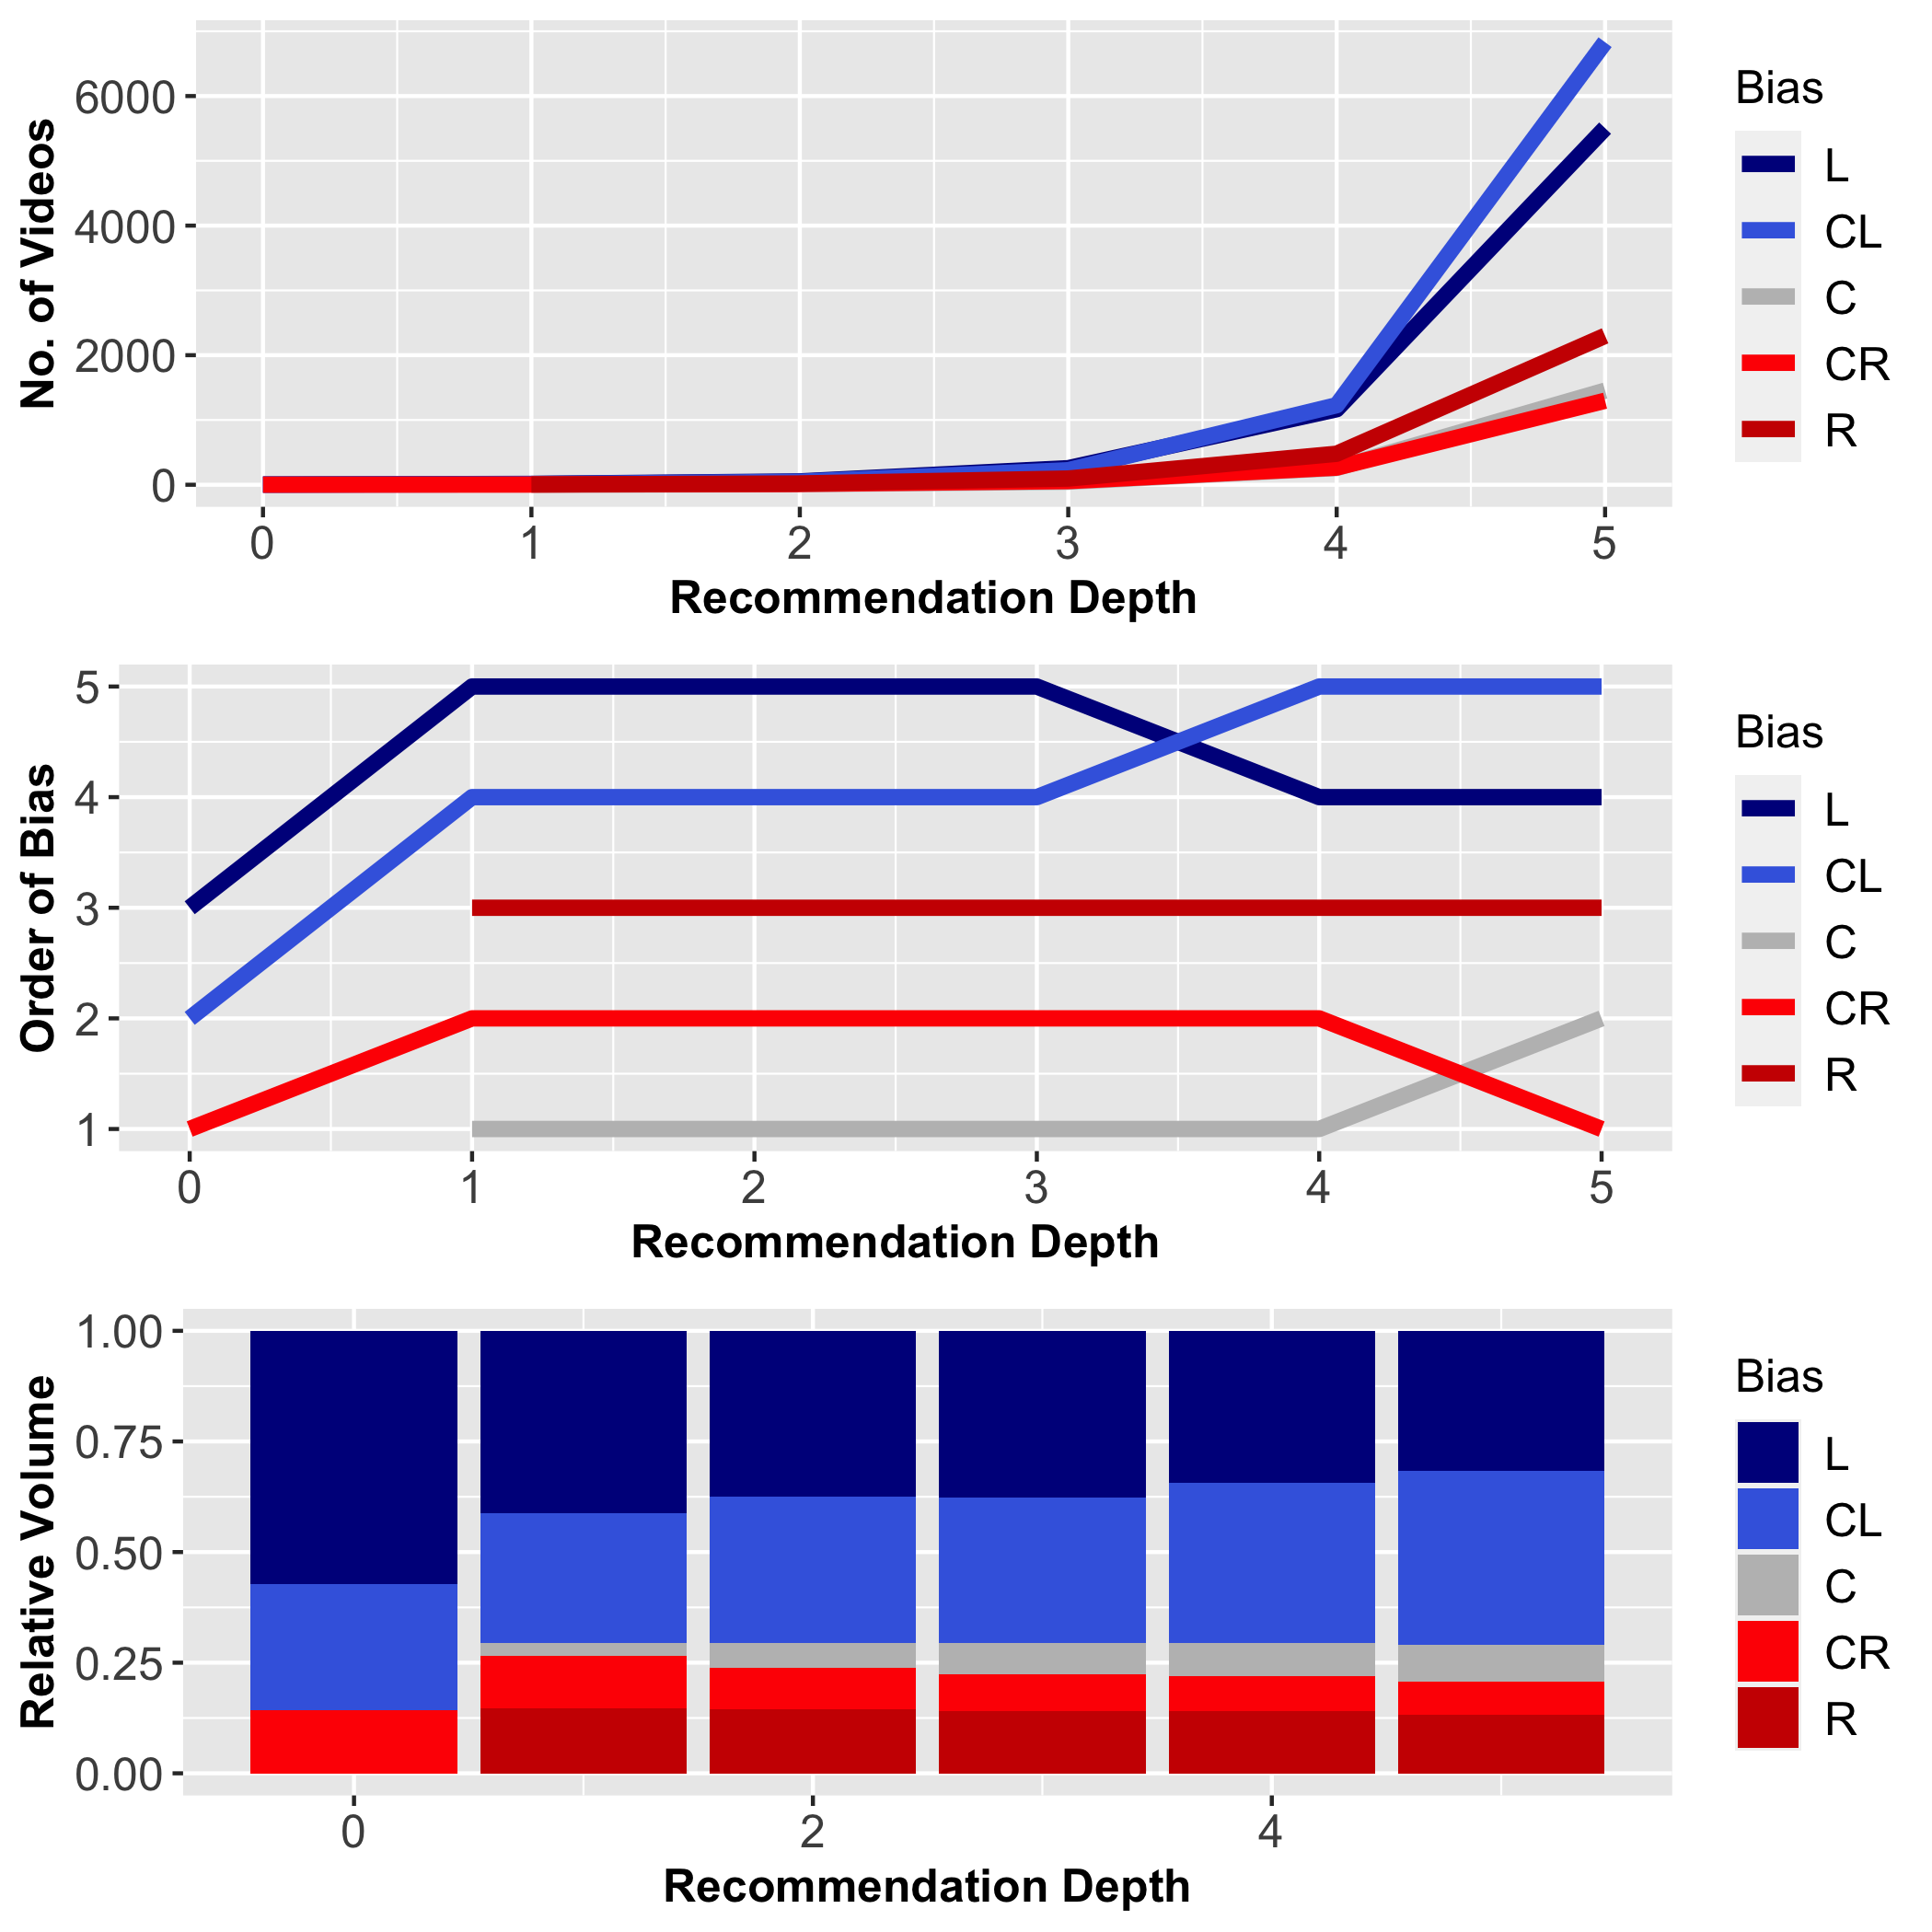 No. of Videos
6000
4000
2000
0
0 1 2 3 4 5
Recommendation Depth
Bias
L
CL
C
CR
R
Order of Bias
5
4
3
2
1
0 1 2 3 4 5
Recommendation Depth
Bias
L
CL
C
CR
R
Relative Volume
1.00
0.75
0.50
0.25
0.00
0 2 4
Recommendation Depth
Bias
L
CL
C
CR
R